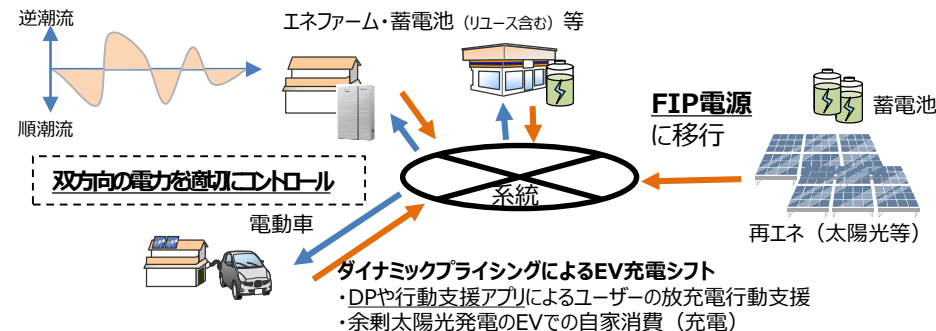 逆潮流
順潮流
エネファーム・蓄電池（リユース含む）等
FIP電源
に移行
蓄電池
双方向の電力を適切にコントロール
系統
再エネ（太陽光等）
電動車
ダイナミックプライシングによるEV充電シフト
・DPや行動支援アプリによるユーザーの放充電行動支援
・余剰太陽光発電のEVでの自家消費（充電）